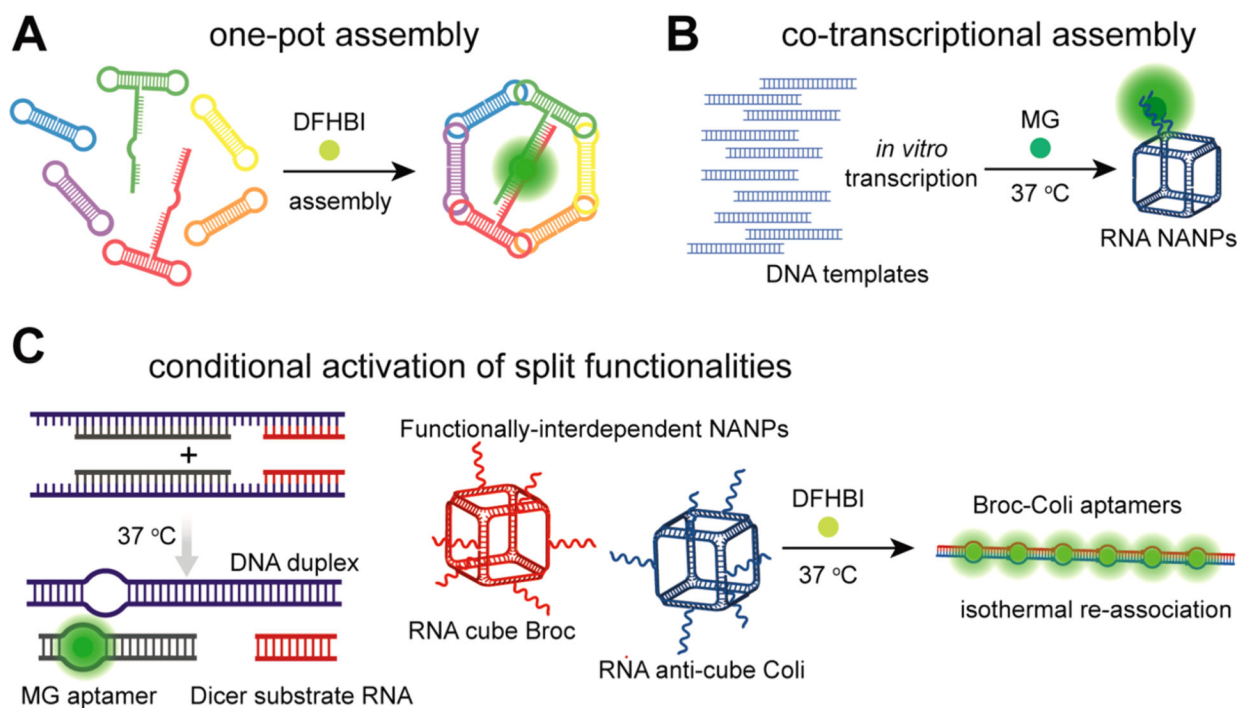 A
one-pot assembly
DFHBI
assembly
B
co-transcriptional assembly
in vitro
transcription
MG
37 °C
DNA templates
RNA NANPs
C
conditional activation of split functionalities
+
37 °C
DNA duplex
MG aptamer
Dicer substrate RNA
Functionally-interdependent NANPs
RNA cube Broc
RNA anti-cube Coli
DFHBI
37 °C
Broc-Coli aptamers
isothermal re-association